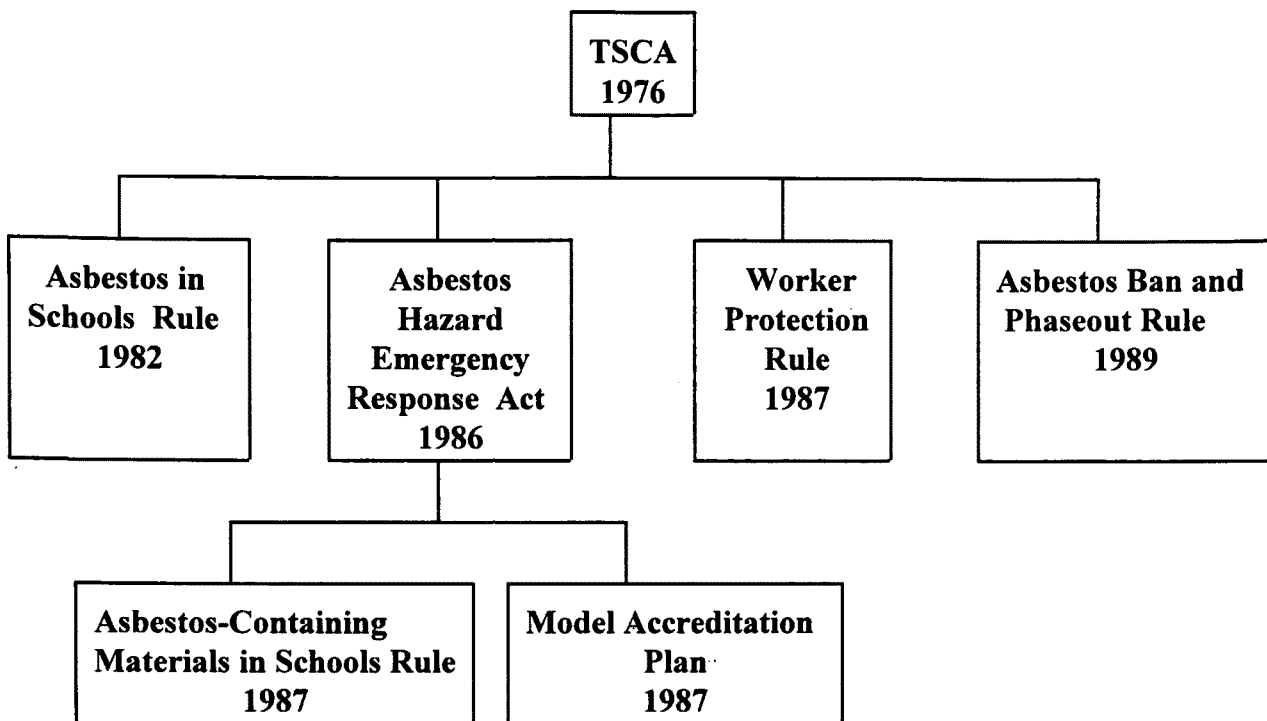 TSCA
1976
Asbestos in
Schools Rule
1982
Asbestos
Hazard
Emergency
Response Act
1986
Worker
Protection
Rule
1987
Asbestos Ban and
Phaseout Rule
1989
Asbestos-Containing
Materials in Schools Rule
1987
Model Accreditation
Plan
1987